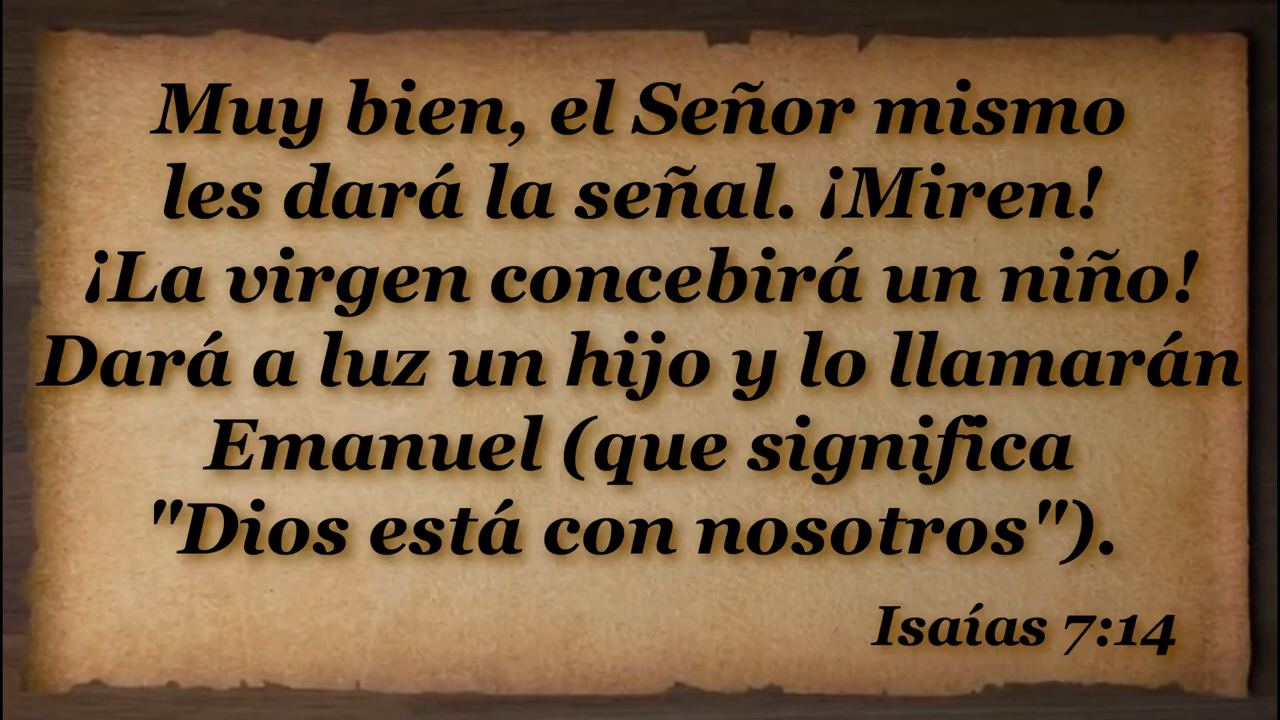 Muy bien, el Señor mismo
les dará la señal. ¡Miren!
¡La virgen concebirá un niño!
Dará a luz un hijo y lo llamarán
Emanuel (que significa
"Dios está con nosotros").
Isaías 7:14